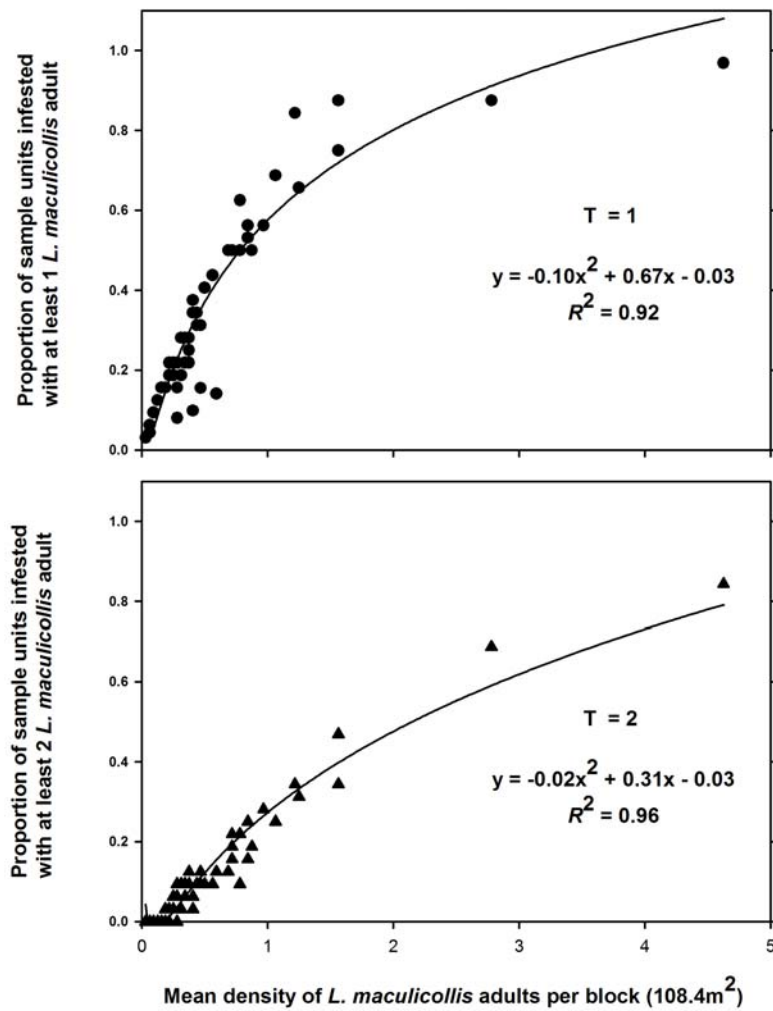 Proportion of sample units infested
with at least 1 L. maculicollis adult
1.0
0.8
0.6
0.4
0.2
0.0
T = 1
y = -0.10x² + 0.67x - 0.03
R² = 0.92
Proportion of sample units infested
with at least 2 L. maculicollis adult
1.0
0.8
0.6
0.4
0.2
0.0
T = 2
y = -0.02x² + 0.31x - 0.03
R² = 0.96
0 1 2 3 4 5
Mean density of L. maculicollis adults per block (108.4m²)